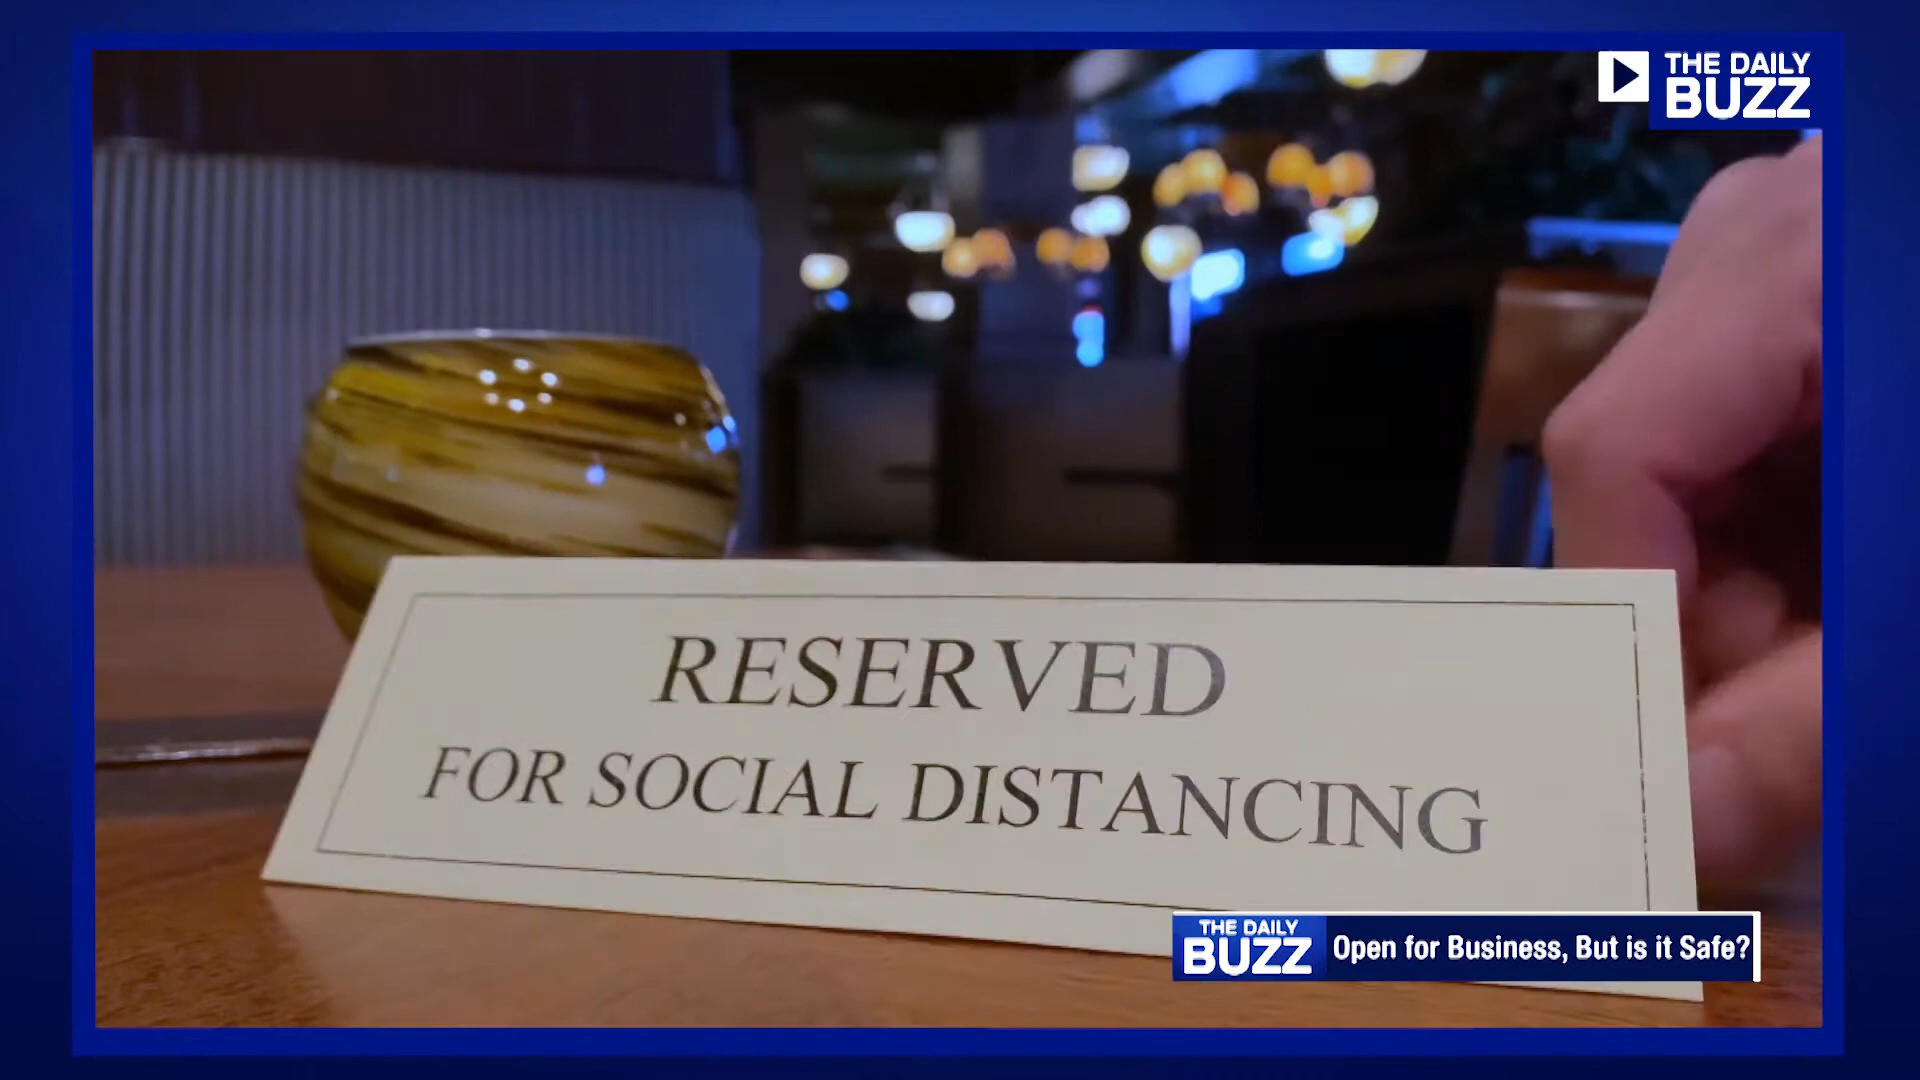 THE DAILY
BUZZ
RESERVED
FOR SOCIAL DISTANCING
THE DAILY
BUZZ
Open for Business, But is it Safe?